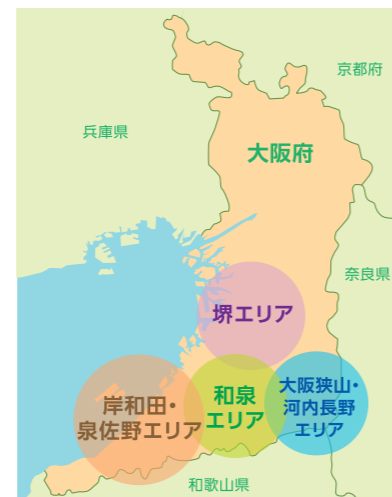 京都府
兵庫県
大阪府
奈良県
堺エリア
大阪狭山・
河内長野
エリア
和泉
エリア
岸和田・
泉佐野エリア
和歌山県